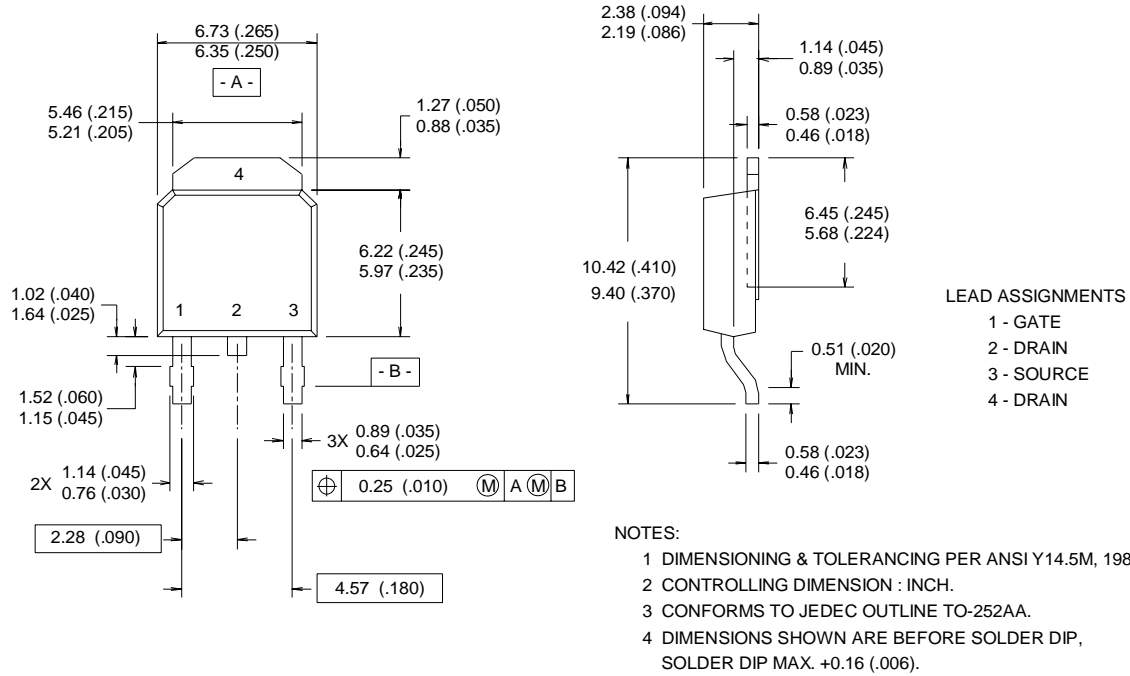 6.73 (.265)
6.35 (.250)
- A -
5.46 (.215)
5.21 (.205)
1.27 (.050)
0.88 (.035)
4
6.22 (.245)
5.97 (.235)
1.02 (.040)
1.64 (.025)
1 2 3
- B -
1.52 (.060)
1.15 (.045)
3X 0.89 (.035)
0.64 (.025)
2X 1.14 (.045)
0.76 (.030)
⌖ 0.25 (.010) Ⓜ A Ⓜ B
2.28 (.090)
4.57 (.180)
2.38 (.094)
2.19 (.086)
1.14 (.045)
0.89 (.035)
0.58 (.023)
0.46 (.018)
6.45 (.245)
5.68 (.224)
10.42 (.410)
9.40 (.370)
0.51 (.020)
MIN.
0.58 (.023)
0.46 (.018)
LEAD ASSIGNMENTS
1 - GATE
2 - DRAIN
3 - SOURCE
4 - DRAIN
NOTES:
1 DIMENSIONING & TOLERANCING PER ANSI Y14.5M, 198
2 CONTROLLING DIMENSION : INCH.
3 CONFORMS TO JEDEC OUTLINE TO-252AA.
4 DIMENSIONS SHOWN ARE BEFORE SOLDER DIP,
SOLDER DIP MAX. +0.16 (.006).